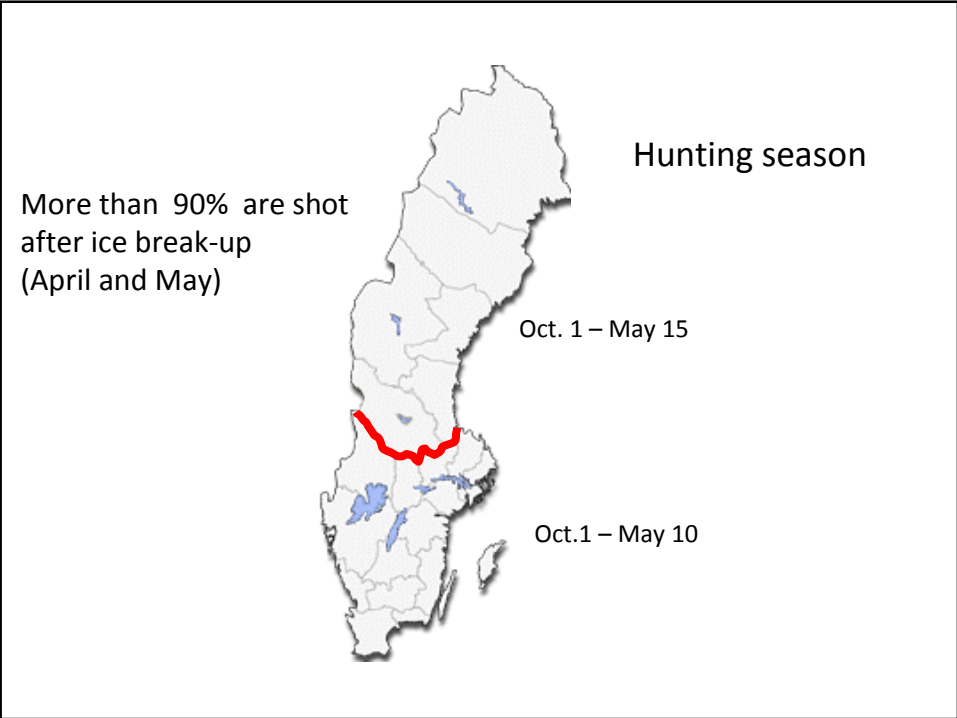 Hunting season
More than  90%  are shot
after ice break-up
(April and May)
Oct. 1 – May 15
Oct.1 – May 10